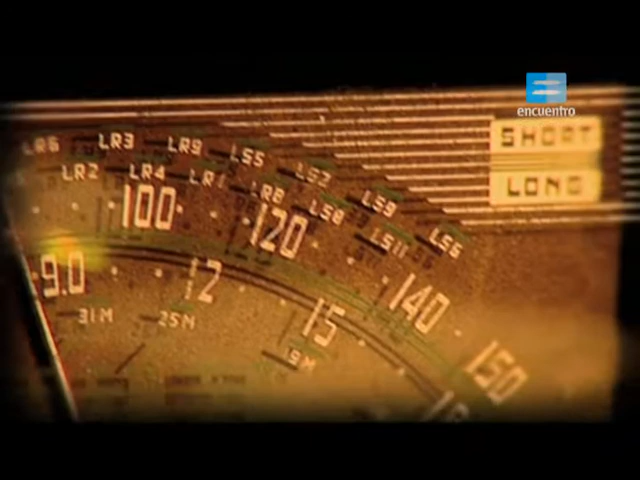 encuentro
SHORT
LONG
LR6 LR3 LR9 LS5 LS7 LS9 LS6
LR2 LR4 LR1 LR8 LS8 LS11
100 120 140 150
9.0 12 15
31M 25M 19M